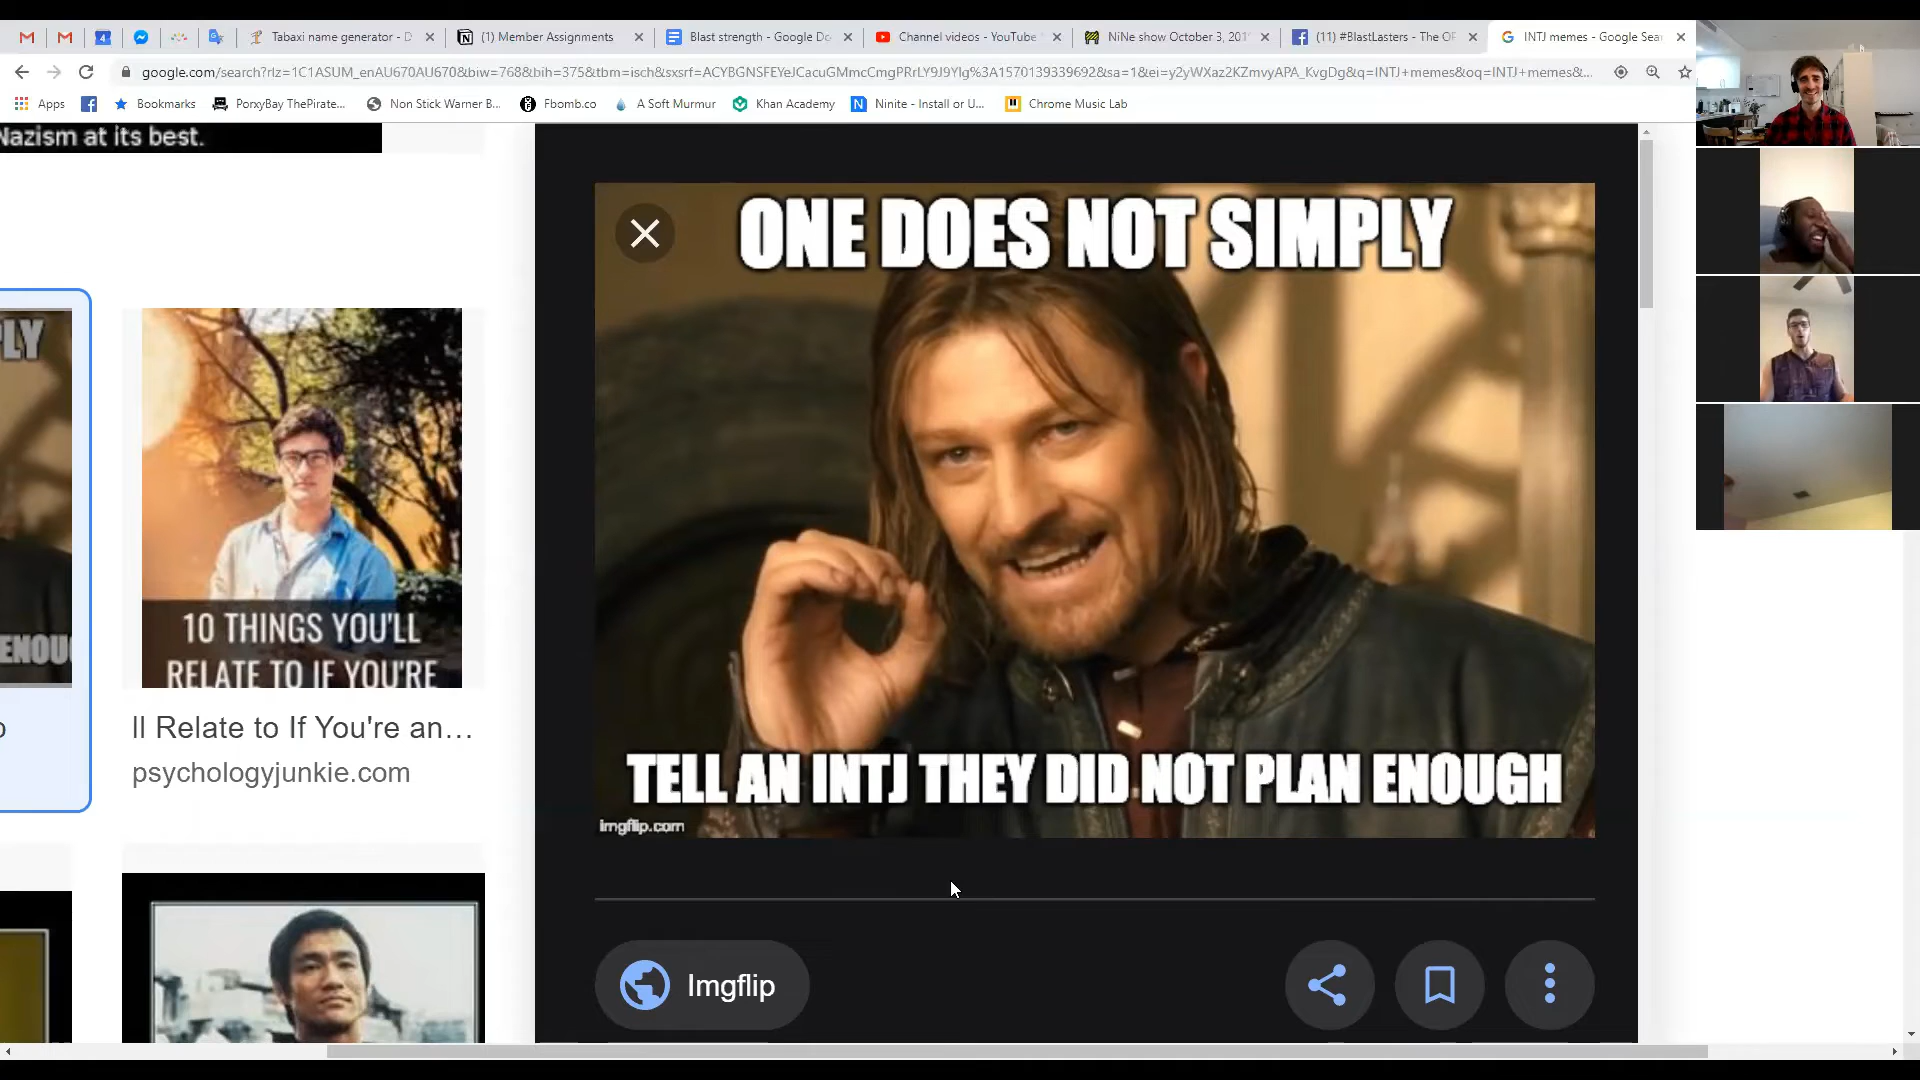 Tabaxi name generator - D
(1) Member Assignments
Blast strength - Google Do
Channel videos - YouTube
NiNe show October 3, 201
(11) #BlastLasters - The OF
INTJ memes - Google Sear
google.com/search?rlz=1C1ASUM_enAU670AU670&biw=768&bih=375&tbm=isch&sxsrf=ACYBGNSFEYeJCacuGMmcCmgPRrLY9J9Ylg%3A1570139339692&sa=1&ei=y2yWXaz2KZmvyAPA_KvgDg&q=INTJ+memes&oq=INTJ+memes&...
Apps
Bookmarks
PorxyBay ThePirate...
Non Stick Warner B...
Fbomb.co
A Soft Murmur
Khan Academy
Ninite - Install or U...
Chrome Music Lab
Nazism at its best.
ONE DOES NOT SIMPLY
TELL AN INTJ THEY DID NOT PLAN ENOUGH
imgflip.com
PLY
ENOU
10 THINGS YOU'LL
RELATE TO IF YOU'RE
ll Relate to If You're an...
psychologyjunkie.com
Imgflip